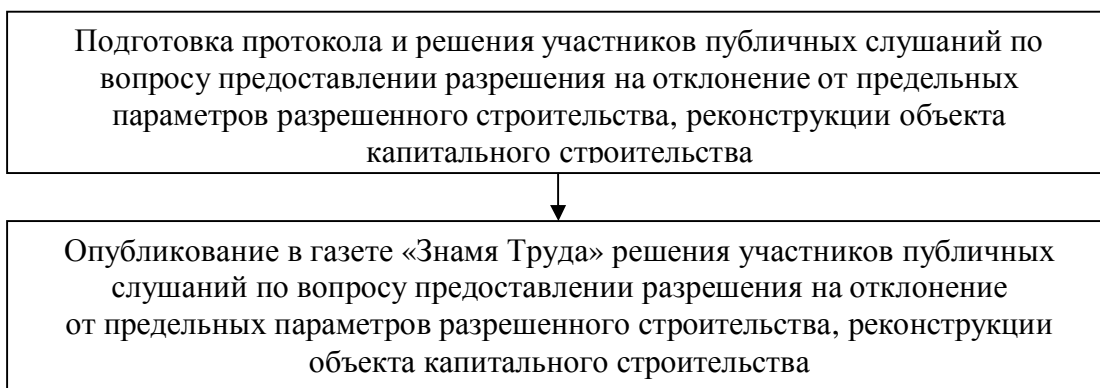 Подготовка протокола и решения участников публичных слушаний по
вопросу предоставлении разрешения на отклонение от предельных
параметров разрешенного строительства, реконструкции объекта
капитального строительства
Опубликование в газете «Знамя Труда» решения участников публичных
слушаний по вопросу предоставлении разрешения на отклонение
от предельных параметров разрешенного строительства, реконструкции
объекта капитального строительства